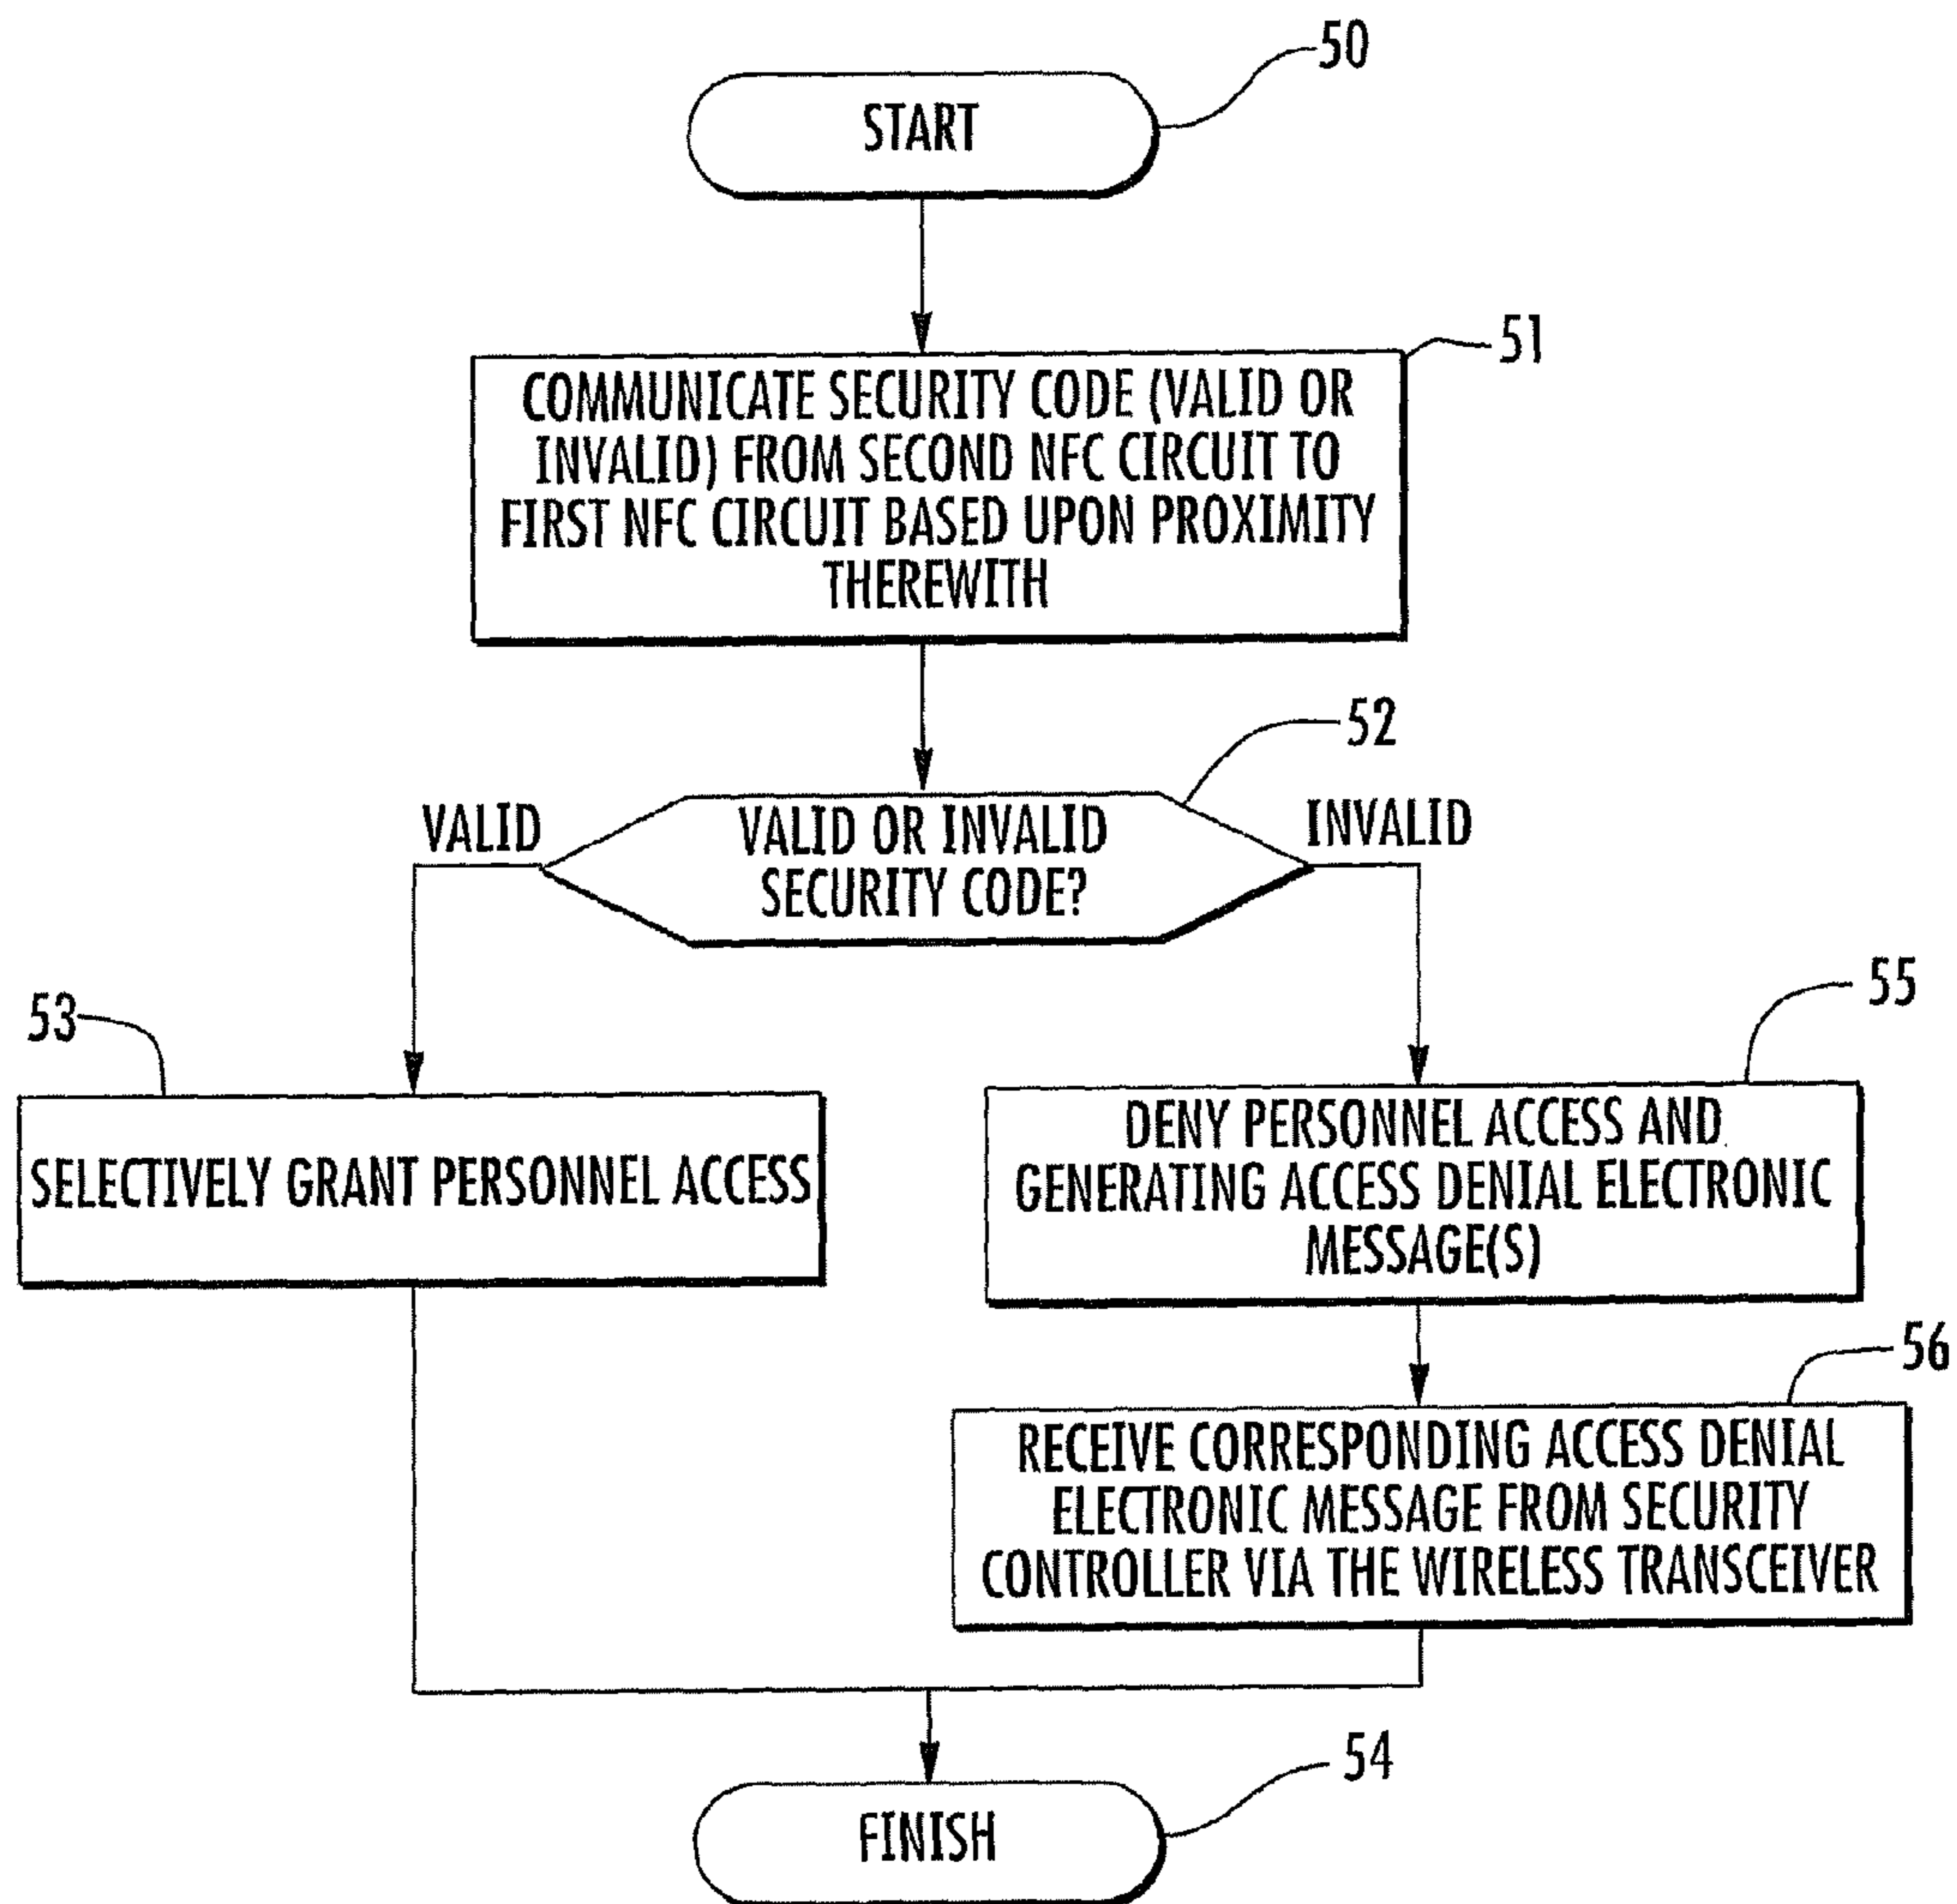 50
START
51
COMMUNICATE SECURITY CODE (VALID OR
INVALID) FROM SECOND NFC CIRCUIT TO
FIRST NFC CIRCUIT BASED UPON PROXIMITY
THEREWITH
52
VALID
VALID OR INVALID
SECURITY CODE?
INVALID
53
SELECTIVELY GRANT PERSONNEL ACCESS
55
DENY PERSONNEL ACCESS AND
GENERATING ACCESS DENIAL ELECTRONIC
MESSAGE(S)
56
RECEIVE CORRESPONDING ACCESS DENIAL
ELECTRONIC MESSAGE FROM SECURITY
CONTROLLER VIA THE WIRELESS TRANSCEIVER
54
FINISH